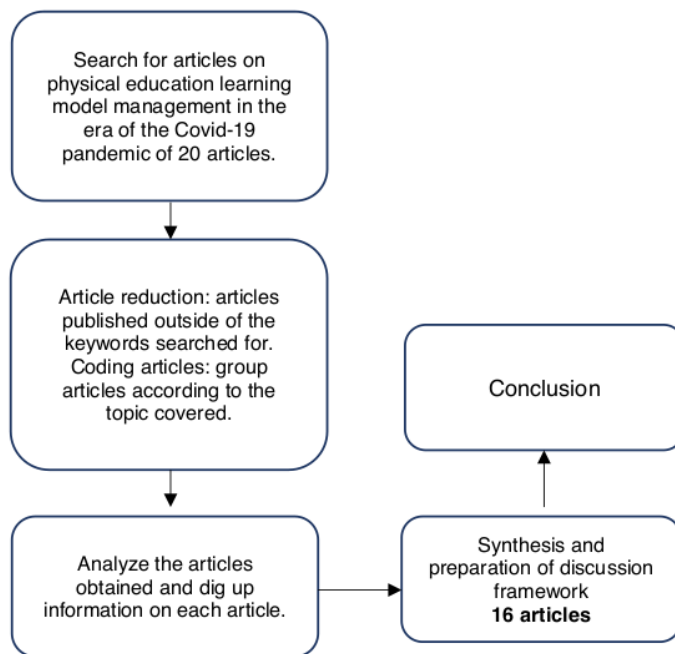 Search for articles on
physical education learning
model management in the
era of the Covid-19
pandemic of 20 articles.
Article reduction: articles
published outside of the
keywords searched for.
Coding articles: group
articles according to the
topic covered.
Analyze the articles
obtained and dig up
information on each article.
Synthesis and
preparation of discussion
framework
16 articles
Conclusion